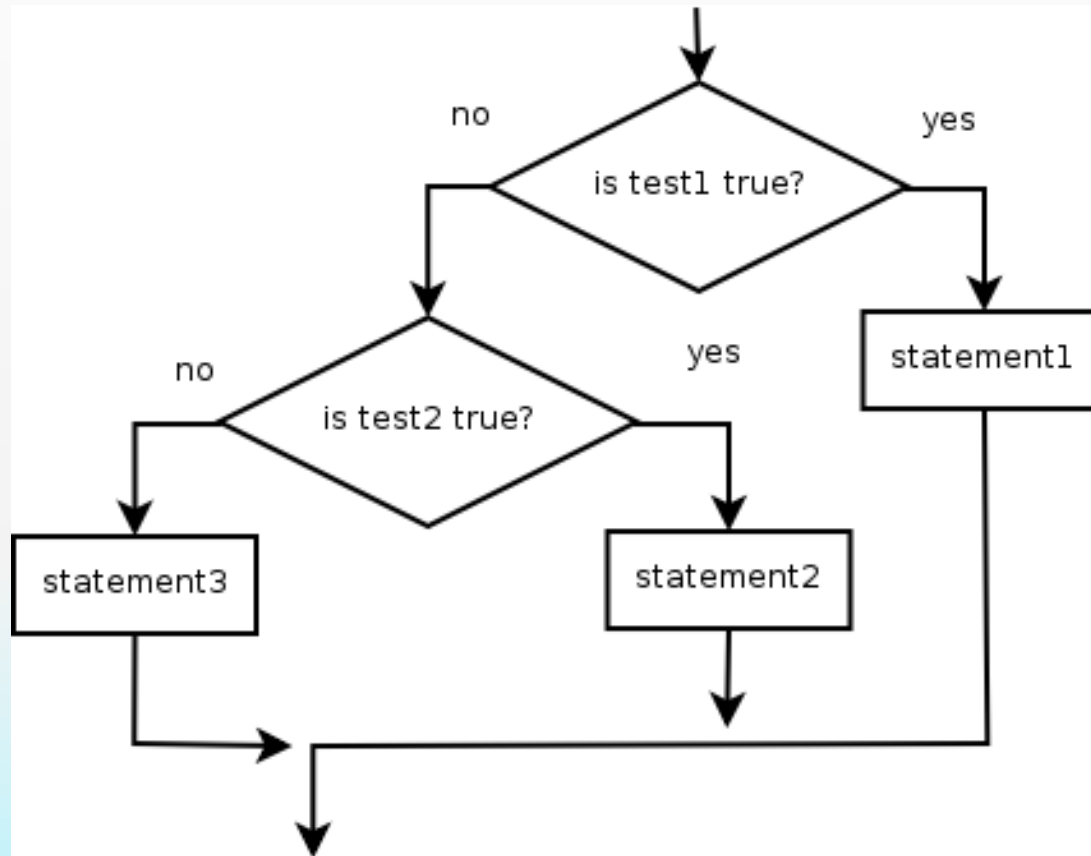 no
yes
is test1 true?
no
yes
statement1
is test2 true?
statement3
statement2